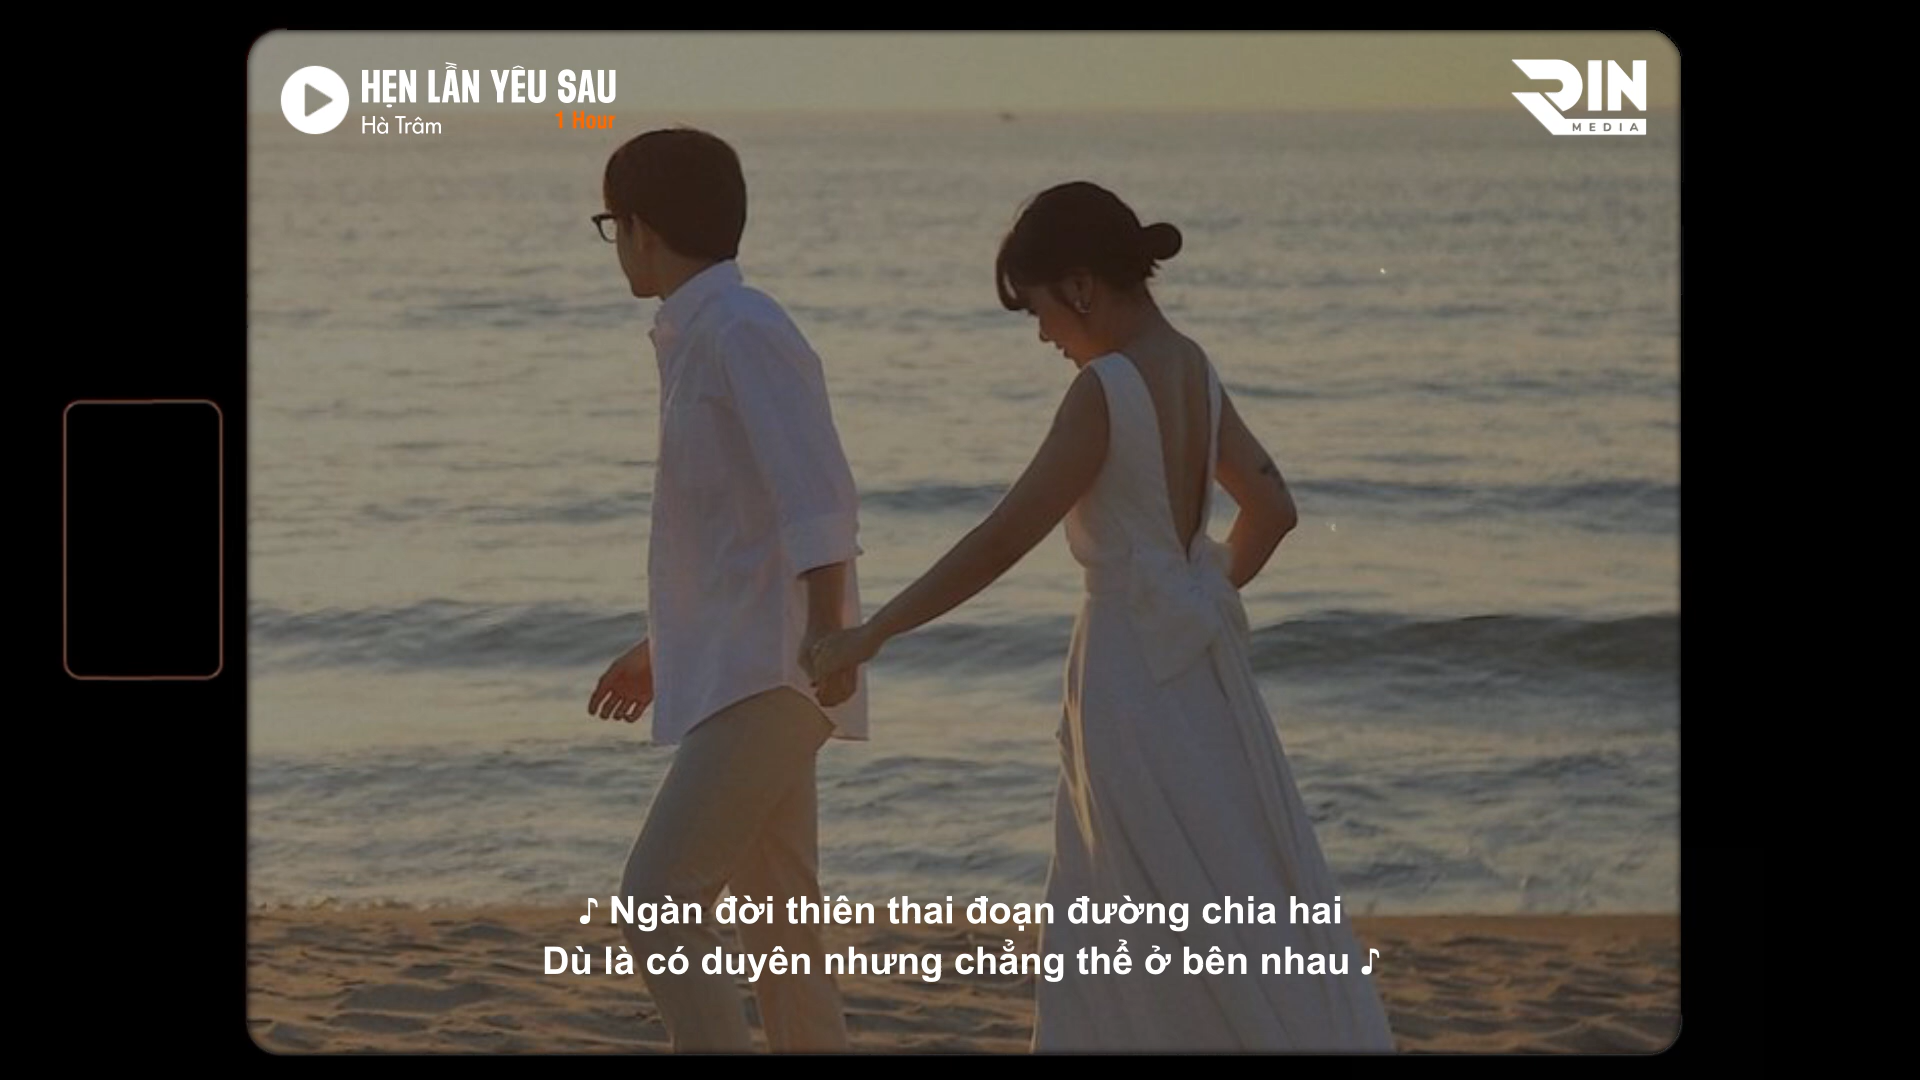 HẸN LẦN YÊU SAU
Hà Trâm
1 Hour
RIN
MEDIA
♪ Ngàn đời thiên thai đoạn đường chia hai
Dù là có duyên nhưng chẳng thể ở bên nhau ♪